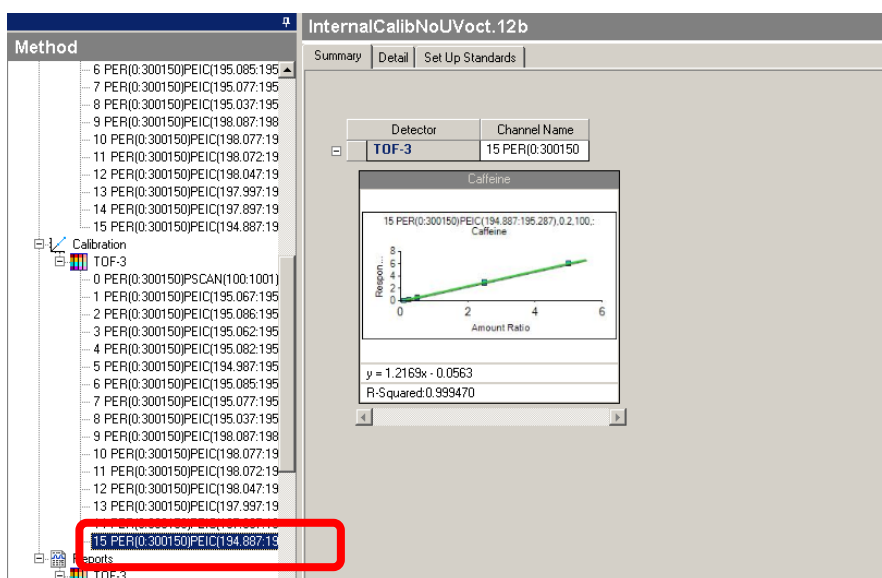 Method
6 PER(0:300150)PEIC(195.085:195
7 PER(0:300150)PEIC(195.077:195
8 PER(0:300150)PEIC(195.037:195
9 PER(0:300150)PEIC(198.087:198
10 PER(0:300150)PEIC(198.077:19
11 PER(0:300150)PEIC(198.072:19
12 PER(0:300150)PEIC(198.047:19
13 PER(0:300150)PEIC(197.997:19
14 PER(0:300150)PEIC(197.897:19
15 PER(0:300150)PEIC(194.887:19
Calibration
TOF-3
0 PER(0:300150)PSCAN(100:1001)
1 PER(0:300150)PEIC(195.067:195
2 PER(0:300150)PEIC(195.086:195
3 PER(0:300150)PEIC(195.062:195
4 PER(0:300150)PEIC(195.082:195
5 PER(0:300150)PEIC(194.987:195
6 PER(0:300150)PEIC(195.085:195
7 PER(0:300150)PEIC(195.077:195
8 PER(0:300150)PEIC(195.037:195
9 PER(0:300150)PEIC(198.087:198
10 PER(0:300150)PEIC(198.077:19
11 PER(0:300150)PEIC(198.072:19
12 PER(0:300150)PEIC(198.047:19
13 PER(0:300150)PEIC(197.997:19
15 PER(0:300150)PEIC(194.887:19
Reports
TOF-3
InternalCalibNoUVoct.12b
Summary Detail Set Up Standards
Detector Channel Name
TOF-3 15 PER(0:300150
Caffeine
15 PER(0:300150)PEIC(194.887:195.287),0.2,100,:
Caffeine
Respon...
8
6
4
2
0
0 2 4 6
Amount Ratio
y = 1.2169x - 0.0563
R-Squared:0.999470